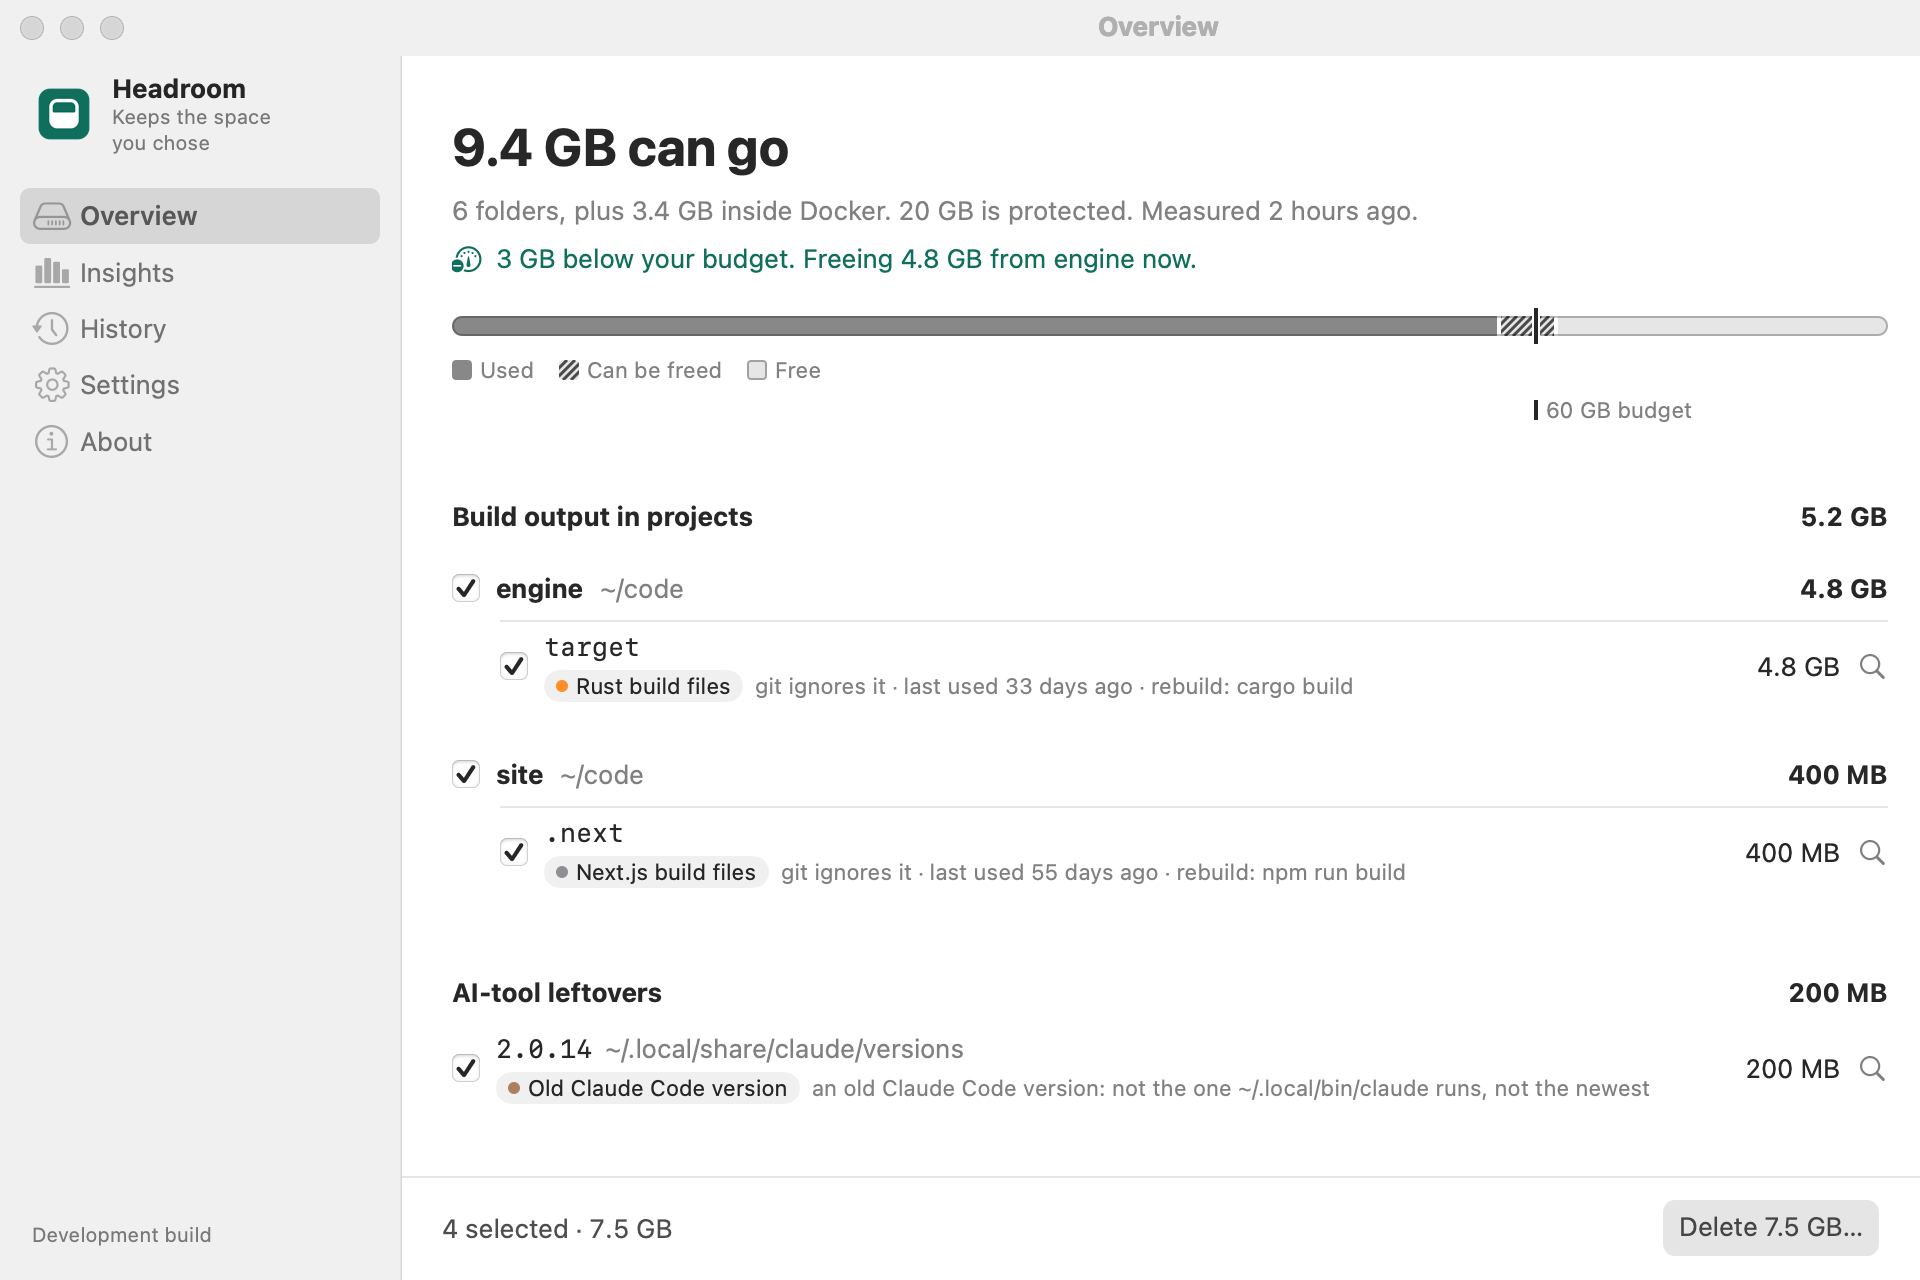 Overview
Headroom
Keeps the space
you chose
Overview
Insights
History
Settings
About
Development build
9.4 GB can go
6 folders, plus 3.4 GB inside Docker. 20 GB is protected. Measured 2 hours ago.
3 GB below your budget. Freeing 4.8 GB from engine now.
Used Can be freed Free
60 GB budget
Build output in projects 5.2 GB
engine ~/code 4.8 GB
target
Rust build files git ignores it · last used 33 days ago · rebuild: cargo build 4.8 GB
site ~/code 400 MB
.next
Next.js build files git ignores it · last used 55 days ago · rebuild: npm run build 400 MB
AI-tool leftovers 200 MB
2.0.14 ~/.local/share/claude/versions
Old Claude Code version an old Claude Code version: not the one ~/.local/bin/claude runs, not the newest 200 MB
4 selected · 7.5 GB Delete 7.5 GB...